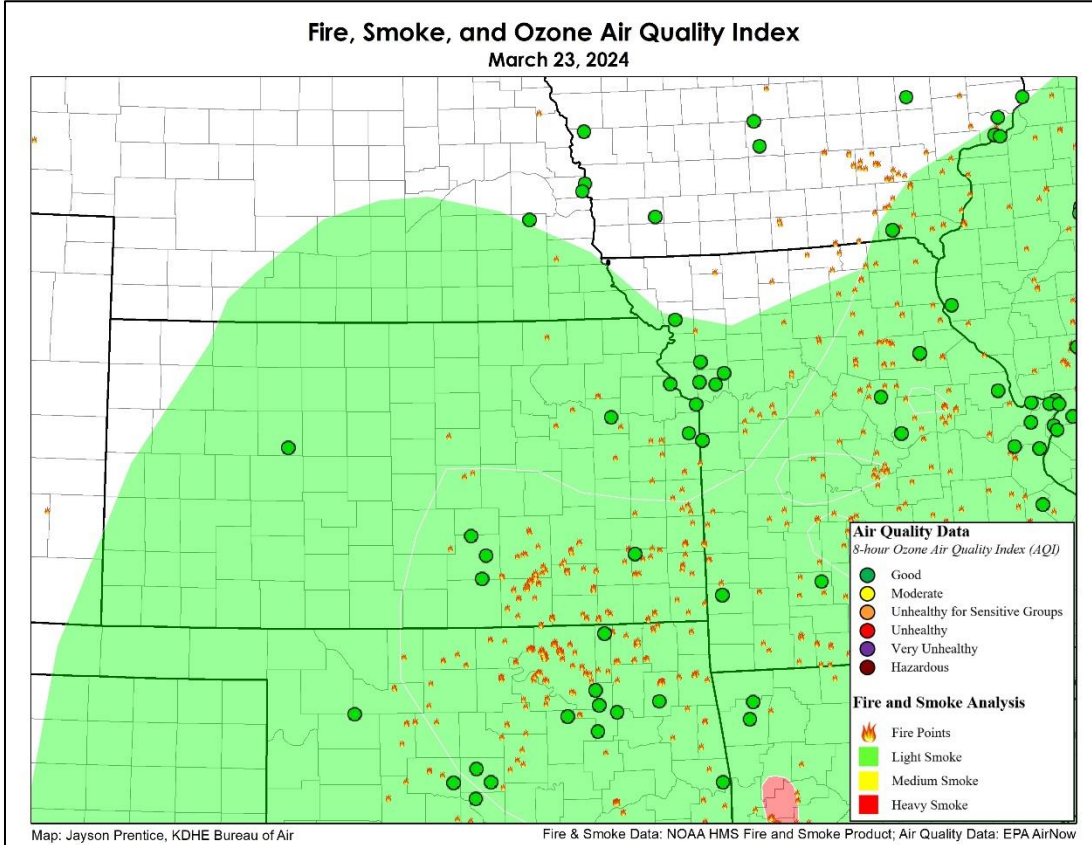 Fire, Smoke, and Ozone Air Quality Index
March 23, 2024
Air Quality Data
8-hour Ozone Air Quality Index (AQI)
Good
Moderate
Unhealthy for Sensitive Groups
Unhealthy
Very Unhealthy
Hazardous
Fire and Smoke Analysis
Fire Points
Light Smoke
Medium Smoke
Heavy Smoke
Map: Jayson Prentice, KDHE Bureau of Air
Fire & Smoke Data: NOAA HMS Fire and Smoke Product; Air Quality Data: EPA AirNow